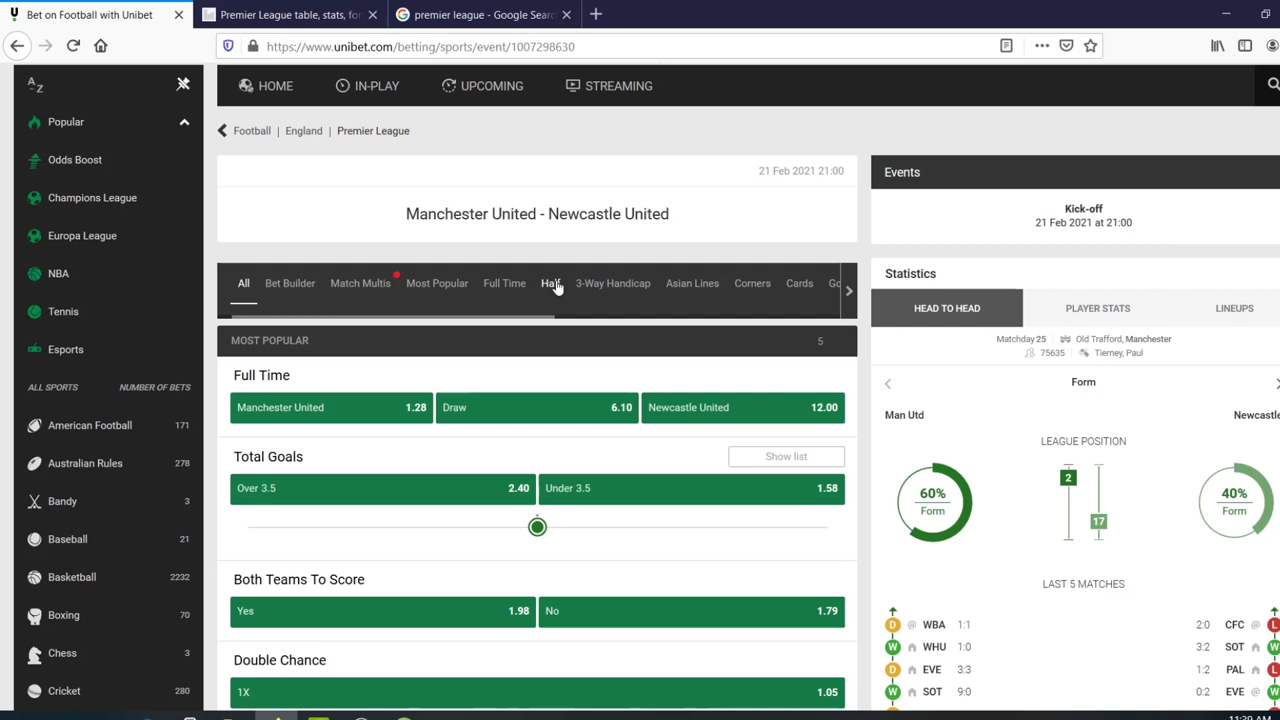 Bet on Football with Unibet
Premier League table, stats, for
premier league - Google Searc
https://www.unibet.com/betting/sports/event/1007298630
A Z
HOME
IN-PLAY
UPCOMING
STREAMING
Popular
Odds Boost
Champions League
Europa League
NBA
Tennis
Esports
ALL SPORTS NUMBER OF BETS
American Football 171
Australian Rules 278
Bandy 3
Baseball 21
Basketball 2232
Boxing 70
Chess 3
Cricket 280
Football | England | Premier League
21 Feb 2021 21:00
Manchester United - Newcastle United
All Bet Builder Match Multis Most Popular Full Time Half 3-Way Handicap Asian Lines Corners Cards Go
MOST POPULAR 5
Full Time
Manchester United 1.28 Draw 6.10 Newcastle United 12.00
Total Goals Show list
Over 3.5 2.40 Under 3.5 1.58
Both Teams To Score
Yes 1.98 No 1.79
Double Chance
1X 1.05
Events
Kick-off
21 Feb 2021 at 21:00
Statistics
HEAD TO HEAD PLAYER STATS LINEUPS
Matchday 25 Old Trafford, Manchester
75635 Tierney, Paul
Form
Man Utd Newcastle
LEAGUE POSITION
60% Form 2 17 40% Form
LAST 5 MATCHES
D @ WBA 1:1 2:0 CFC @ L
W WHU 1:0 3:2 SOT W
D EVE 3:3 1:2 PAL L
W SOT 9:0 0:2 EVE @ W